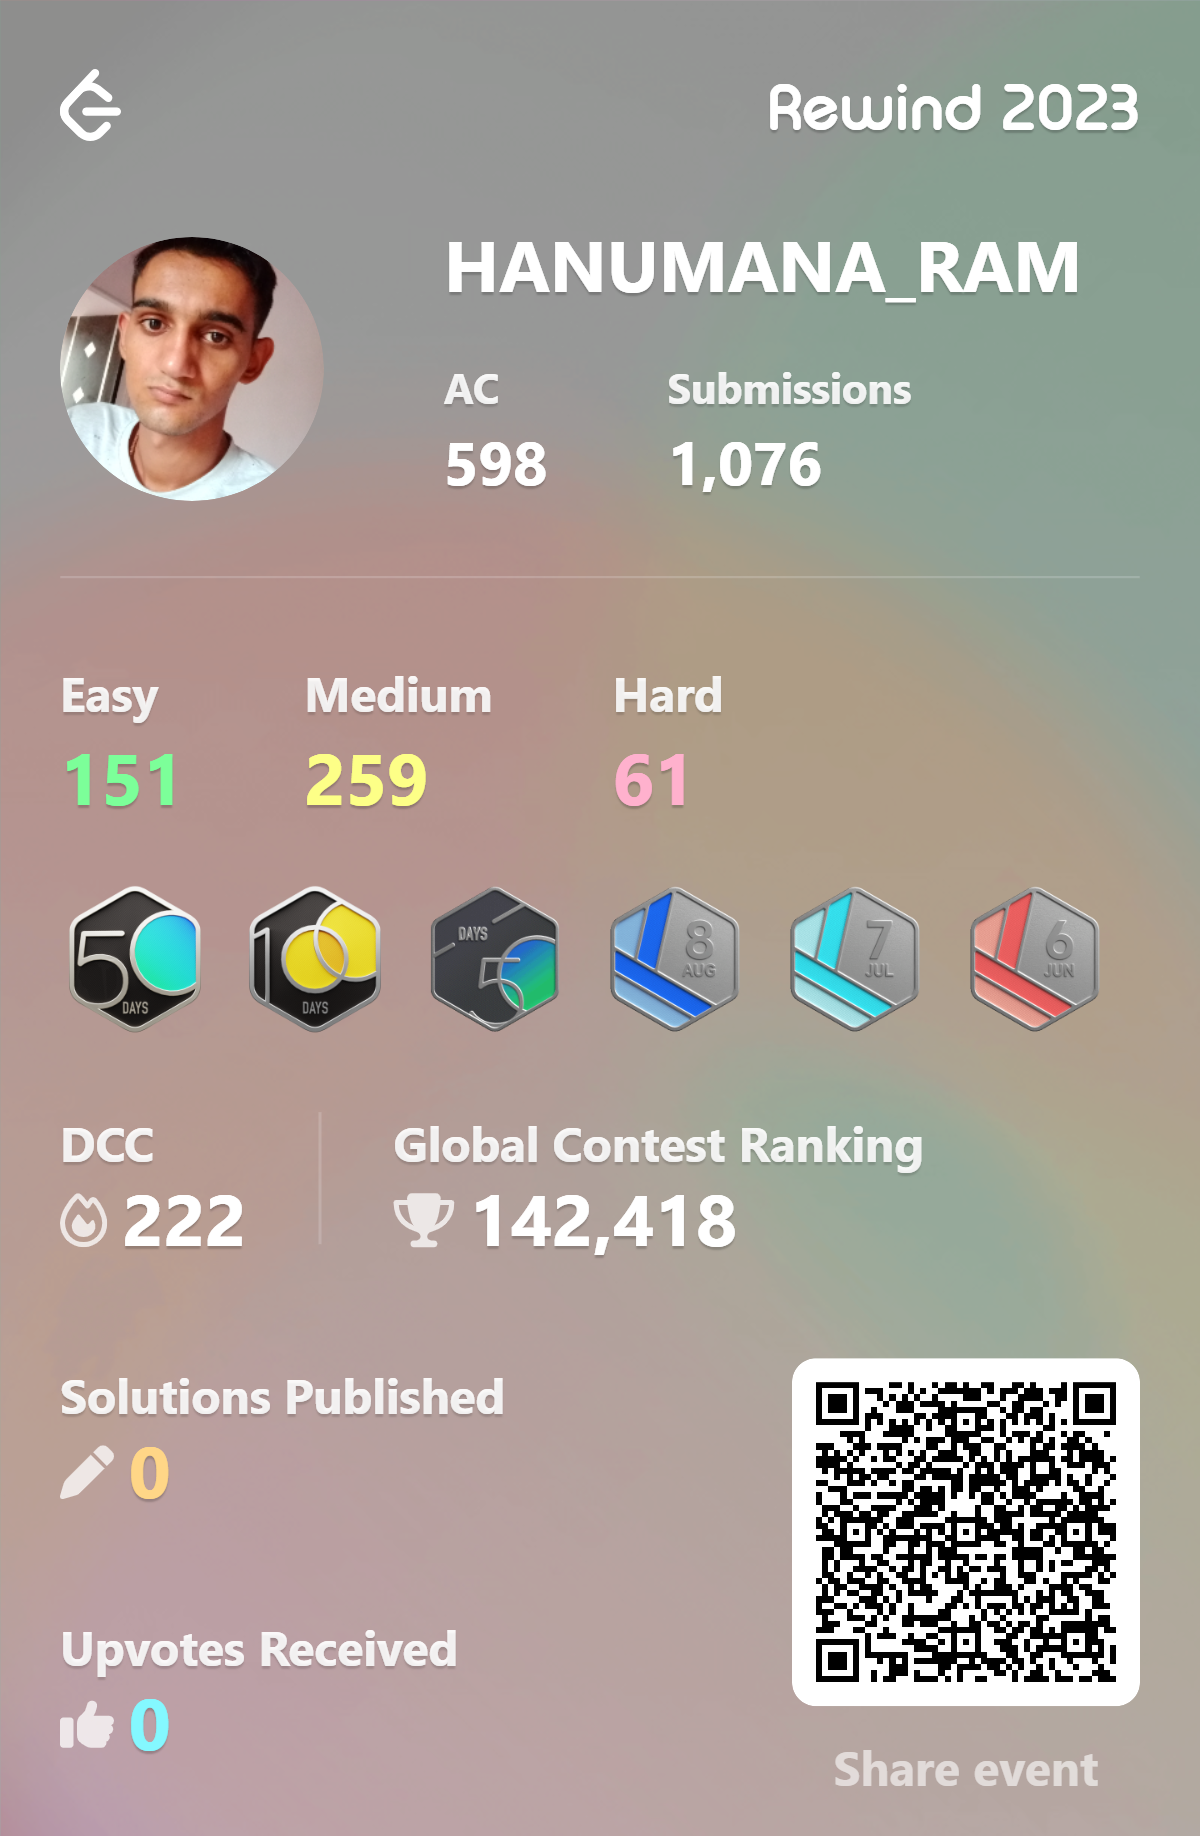 Rewind 2023
HANUMANA_RAM
AC Submissions
598 1,076
Easy Medium Hard
151 259 61
50 DAYS
100 DAYS
DAYS 5
8 AUG
7 JUL
6 JUN
DCC Global Contest Ranking
222 142,418
Solutions Published
0
Upvotes Received
0
Share event